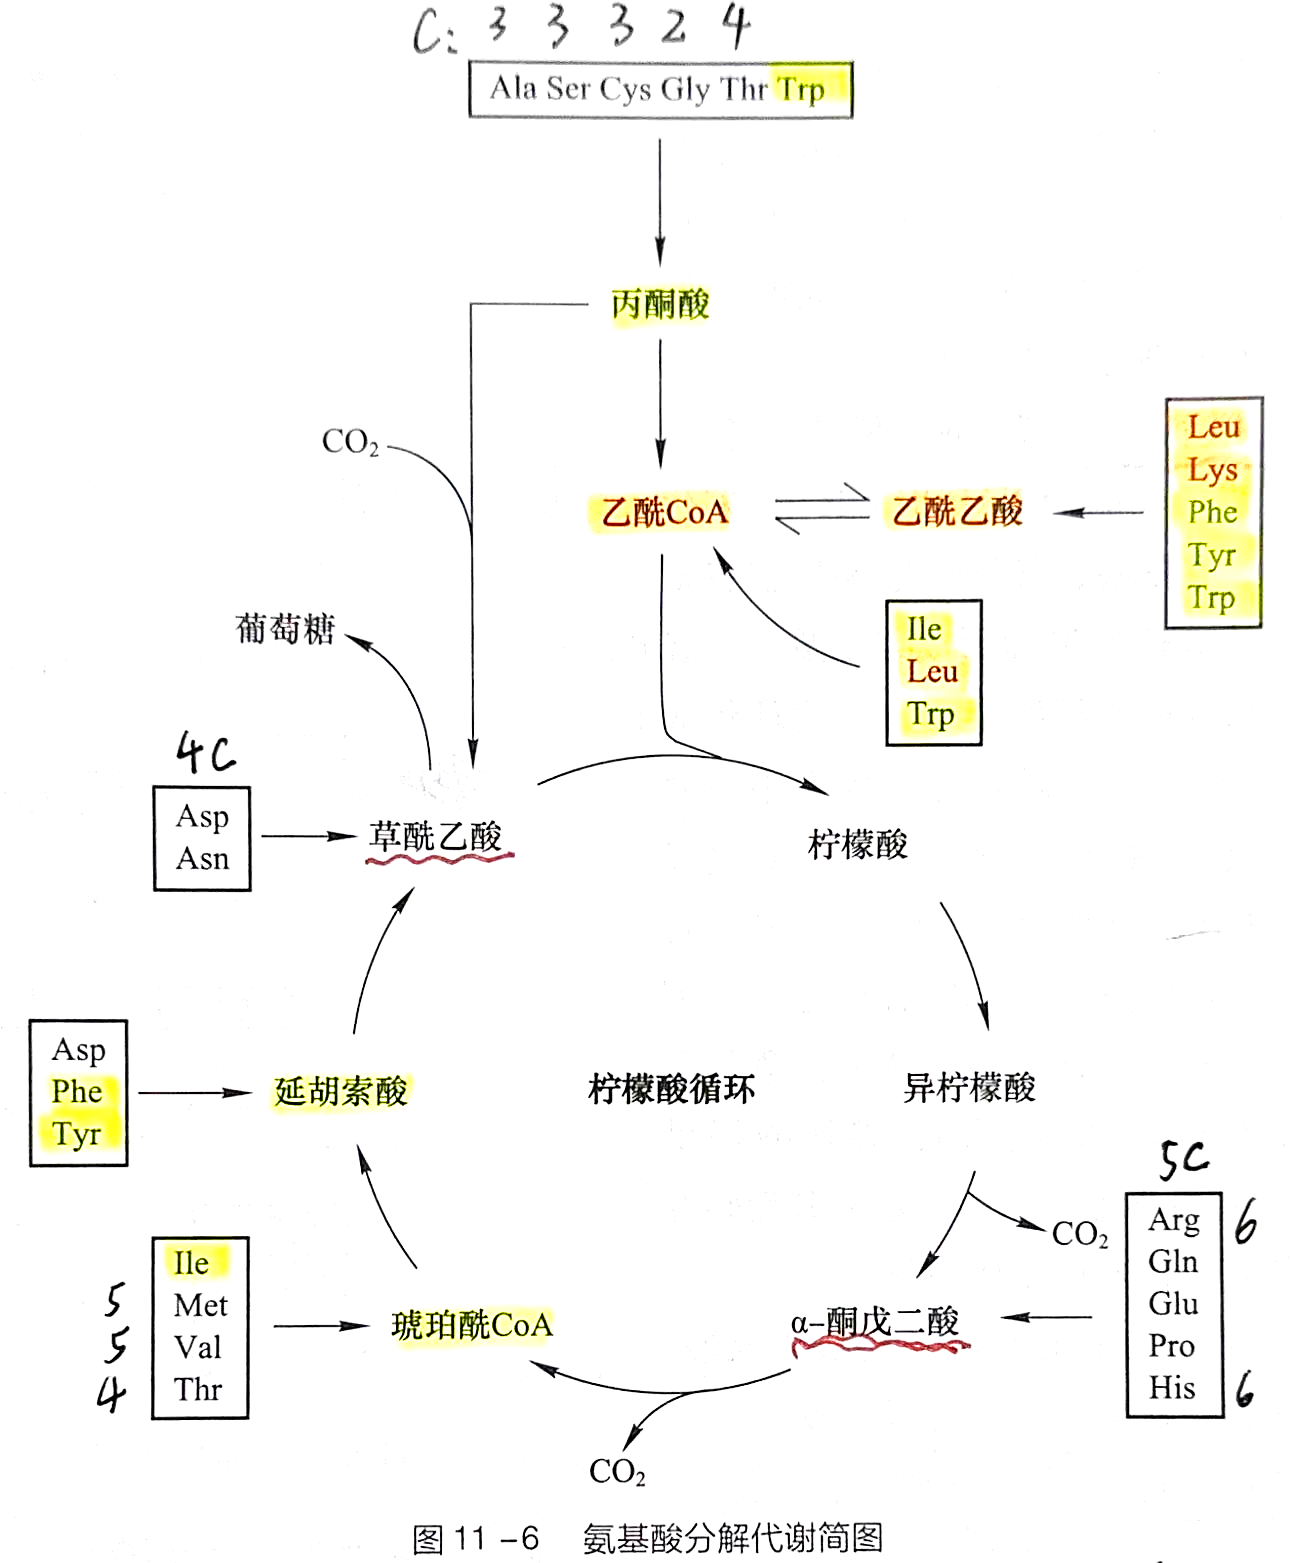 C: 3 3 3 2 4
Ala Ser Cys Gly Thr Trp
丙酮酸
CO₂
乙酰CoA
乙酰乙酸
Leu
Lys
Phe
Tyr
Trp
Ile
Leu
Trp
葡萄糖
4C
Asp
Asn
草酰乙酸
柠檬酸
Asp
Phe
Tyr
延胡索酸
柠檬酸循环
异柠檬酸
5C
Arg 6
Gln
Glu
Pro
His 6
CO₂
α-酮戊二酸
Ile
5 Met
5 Val
4 Thr
琥珀酰CoA
CO₂
图 11 -6 氨基酸分解代谢简图